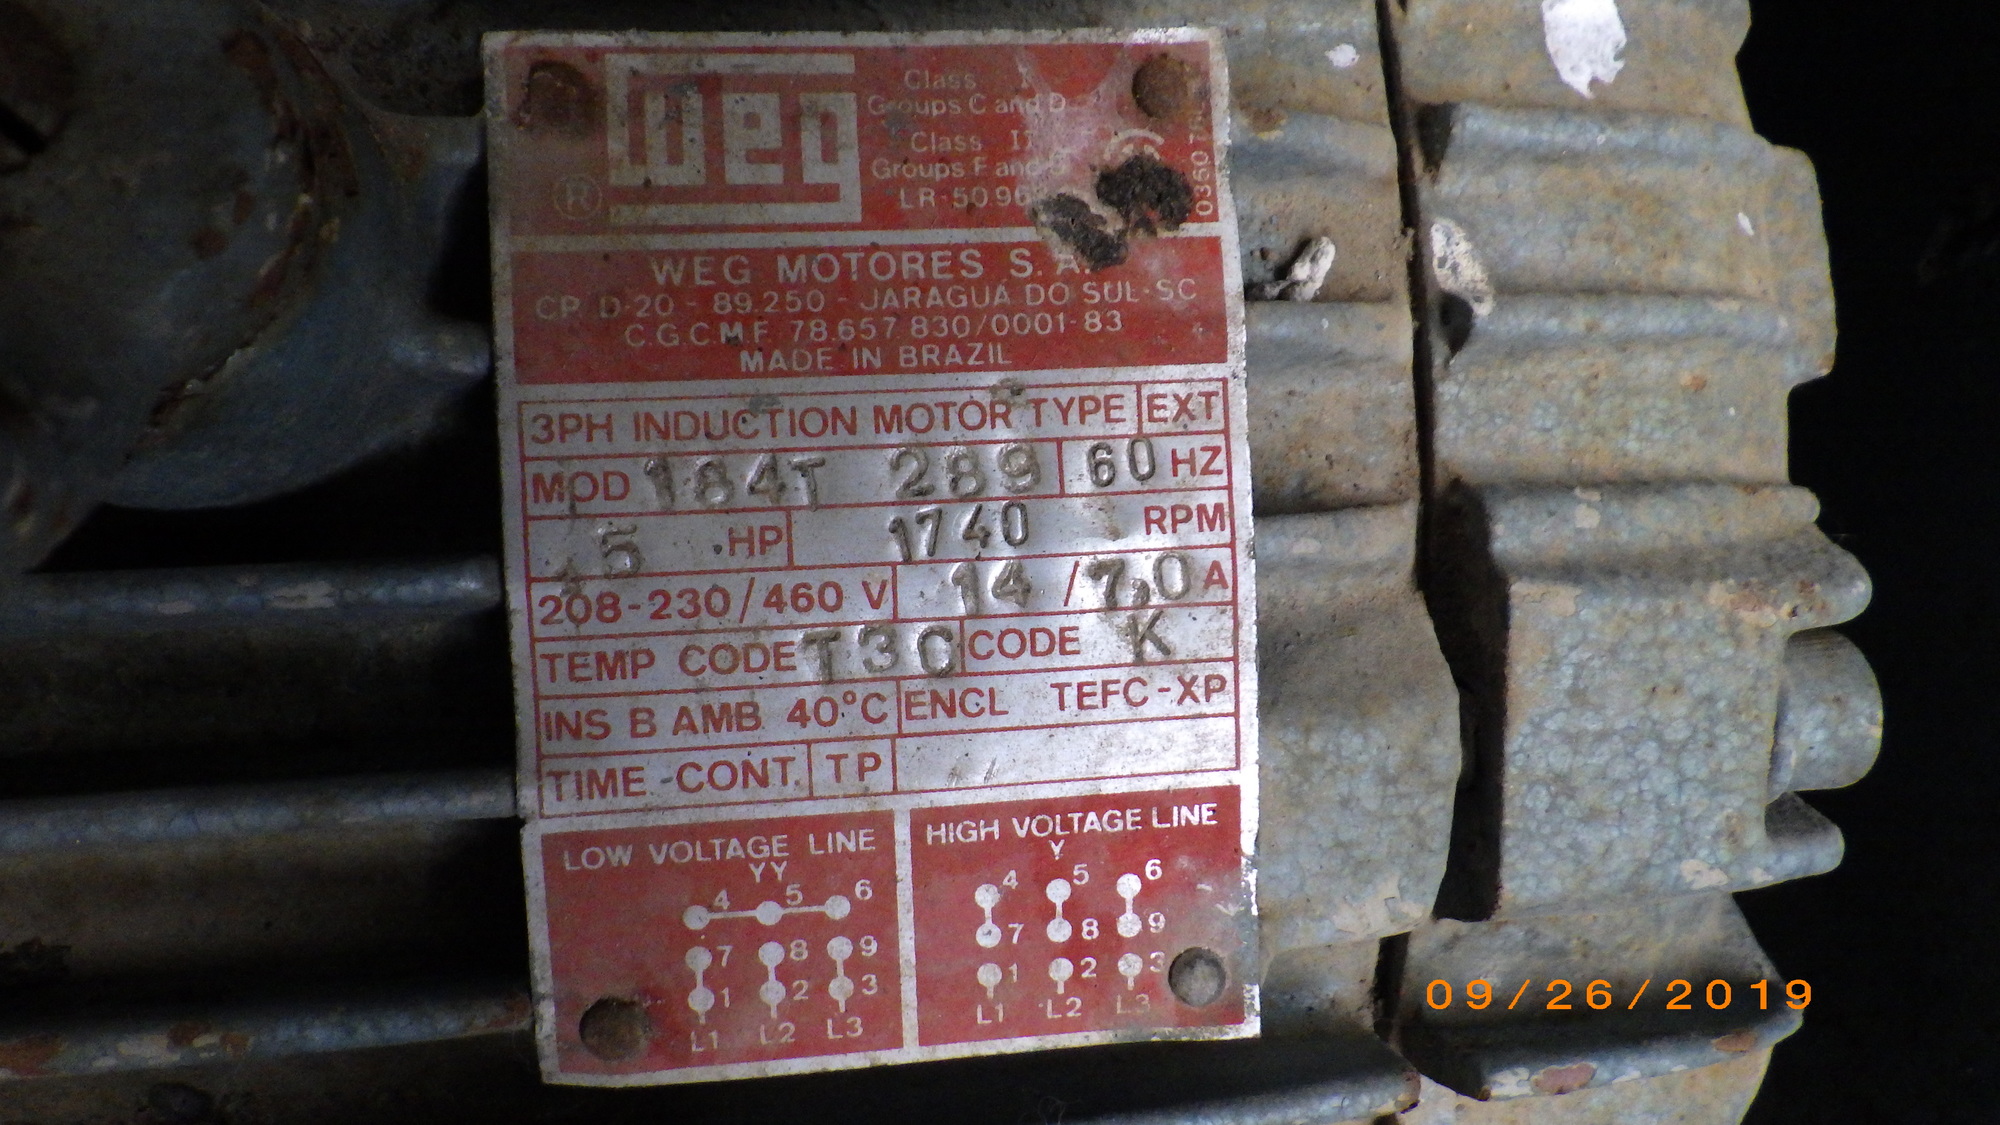 weg
®
Class I
Groups C and D
Class II
Groups F and G
LR-5096
0360
WEG MOTORES S.A.
CP. D-20 - 89.250 - JARAGUÁ DO SUL-SC
C.G.C.M.F. 78.657.830/0001-83
MADE IN BRAZIL
3PH INDUCTION MOTOR TYPE EXT
MOD 184T 289 60 HZ
5 HP 1740 RPM
208-230/460 V 14 /7,0 A
TEMP CODE T3C CODE K
INS B AMB 40°C ENCL TEFC-XP
TIME-CONT. TP
LOW VOLTAGE LINE
YY
4 5 6
7 8 9
1 2 3
L1 L2 L3
HIGH VOLTAGE LINE
Y
4 5 6
7 8 9
1 2 3
L1 L2 L3
09/26/2019